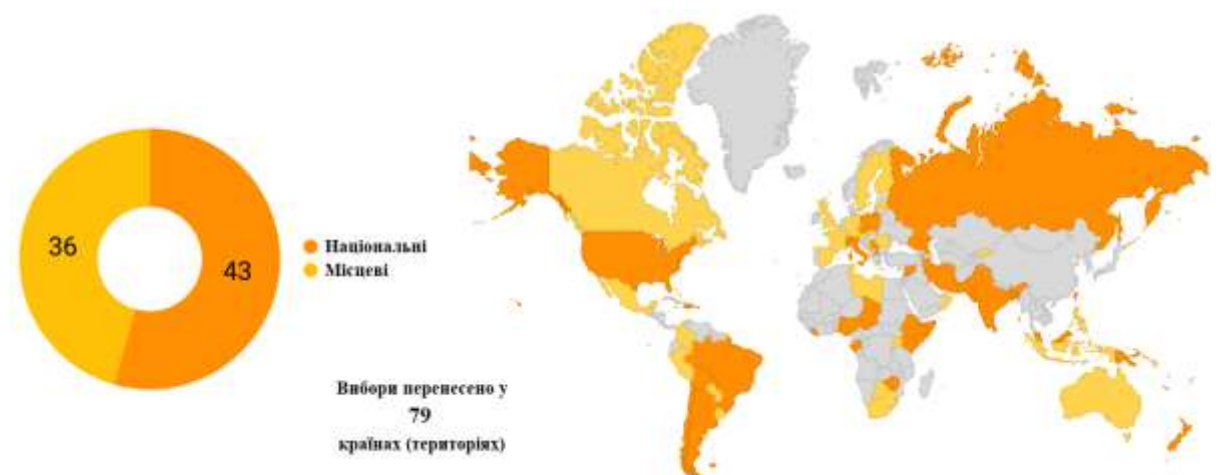 36
43
Національні
Місцеві
Вибори перенесено у
79
країнах (територіях)